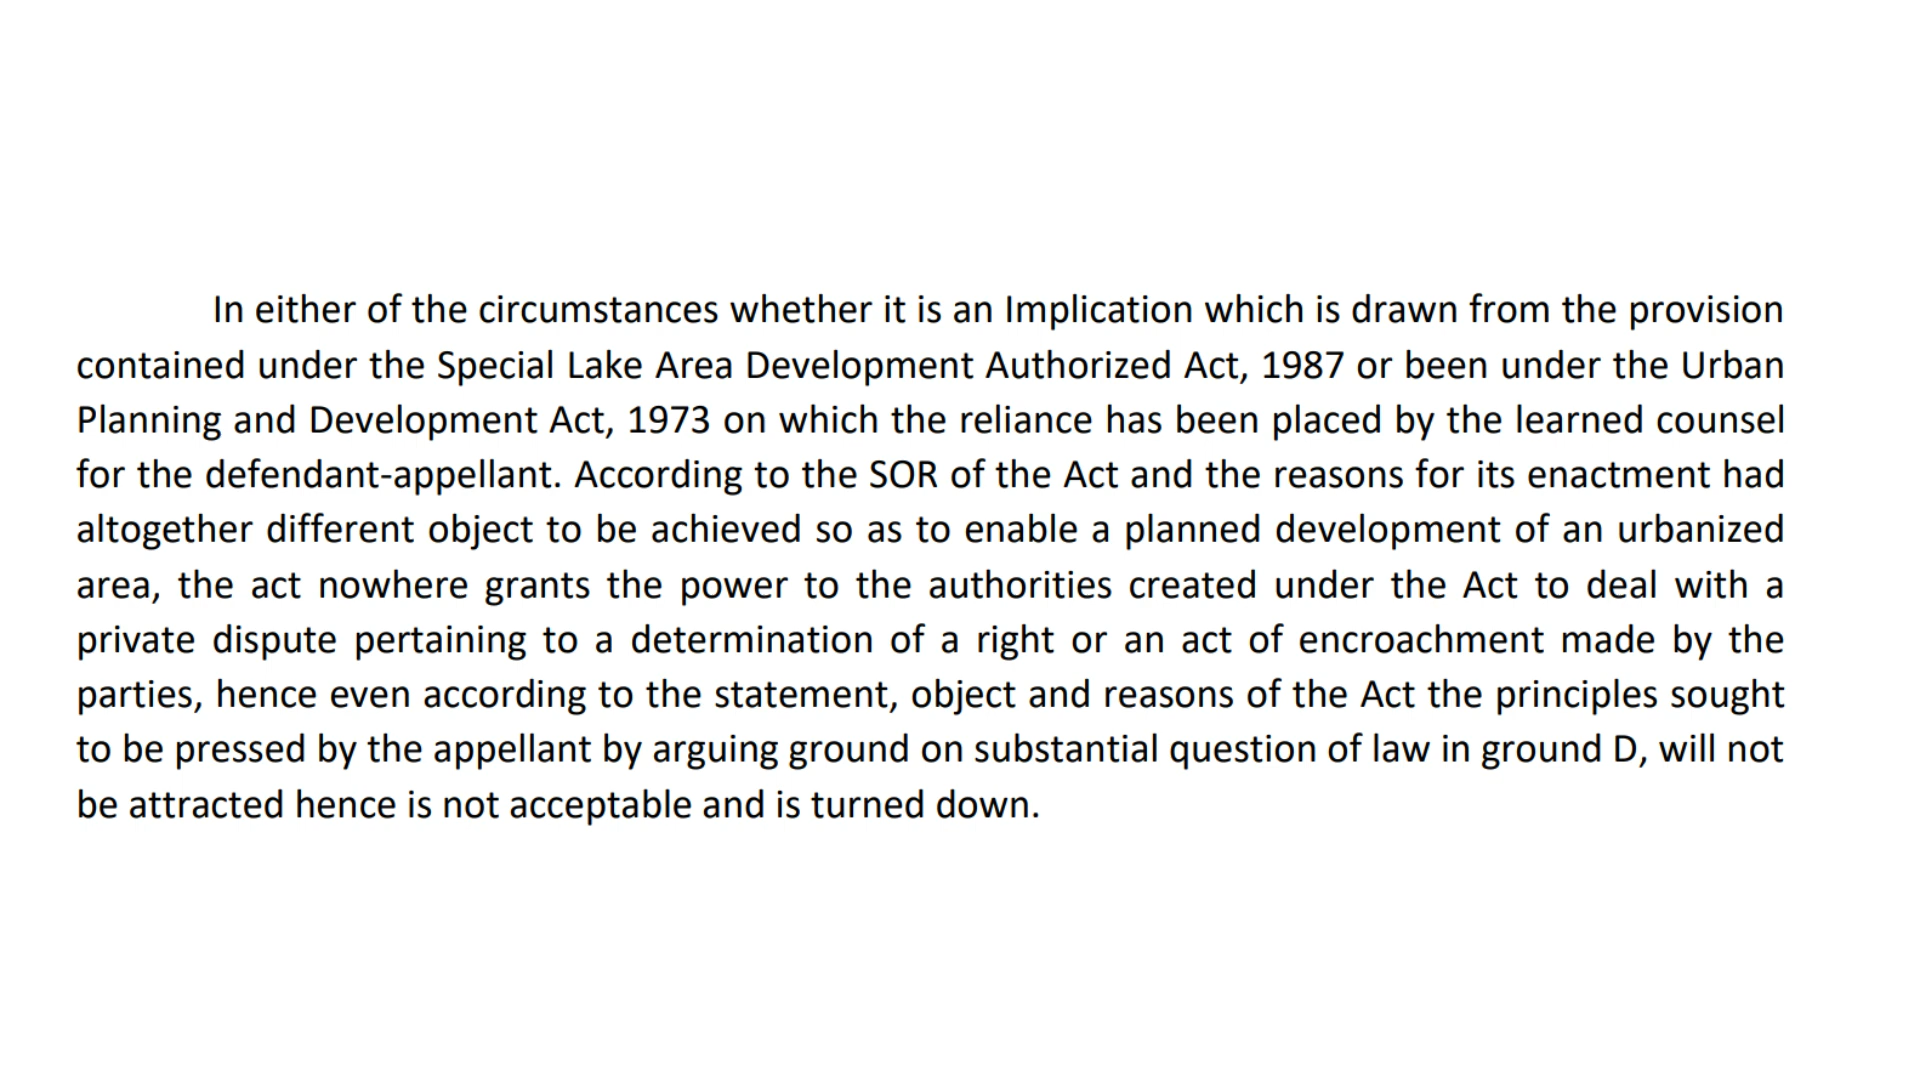 In either of the circumstances whether it is an Implication which is drawn from the provision
contained under the Special Lake Area Development Authorized Act, 1987 or been under the Urban
Planning and Development Act, 1973 on which the reliance has been placed by the learned counsel
for the defendant-appellant. According to the SOR of the Act and the reasons for its enactment had
altogether different object to be achieved so as to enable a planned development of an urbanized
area, the act nowhere grants the power to the authorities created under the Act to deal with a
private dispute pertaining to a determination of a right or an act of encroachment made by the
parties, hence even according to the statement, object and reasons of the Act the principles sought
to be pressed by the appellant by arguing ground on substantial question of law in ground D, will not
be attracted hence is not acceptable and is turned down.